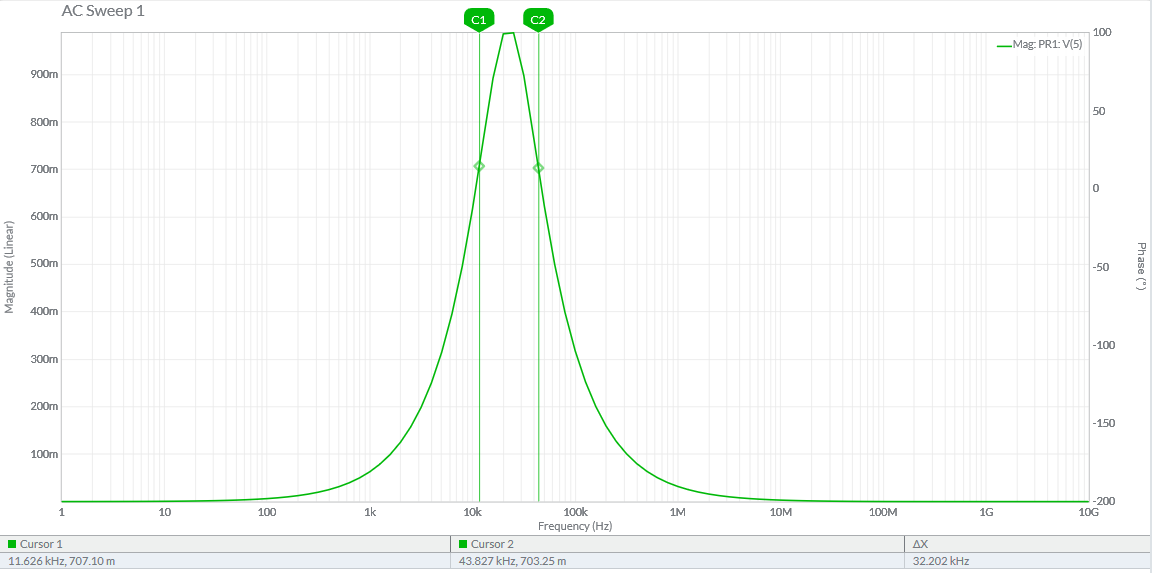 AC Sweep 1
C1 C2
Mag: PR1: V(5)
100
900m
50
800m
700m
0
600m
Magnitude (Linear)
500m
-50
Phase (°)
400m
-100
300m
200m
-150
100m
-200
1 10 100 1k 10k 100k 1M 10M 100M 1G 10G
Frequency (Hz)
Cursor 1 Cursor 2 ΔX
11.626 kHz, 707.10 m 43.827 kHz, 703.25 m 32.202 kHz